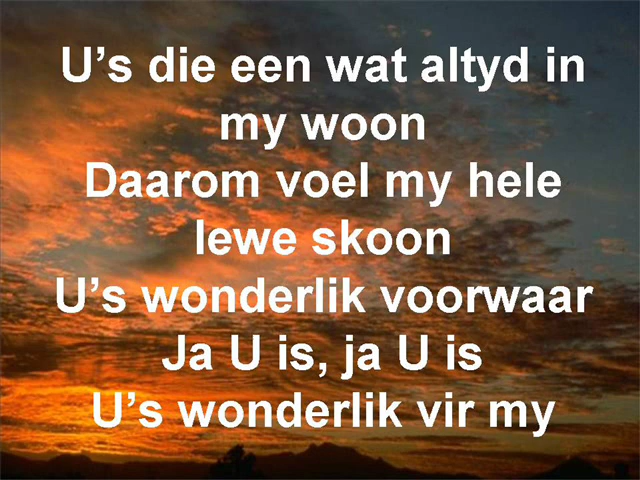 U’s die een wat altyd in
my woon
Daarom voel my hele
lewe skoon
U’s wonderlik voorwaar
Ja U is, ja U is
U’s wonderlik vir my